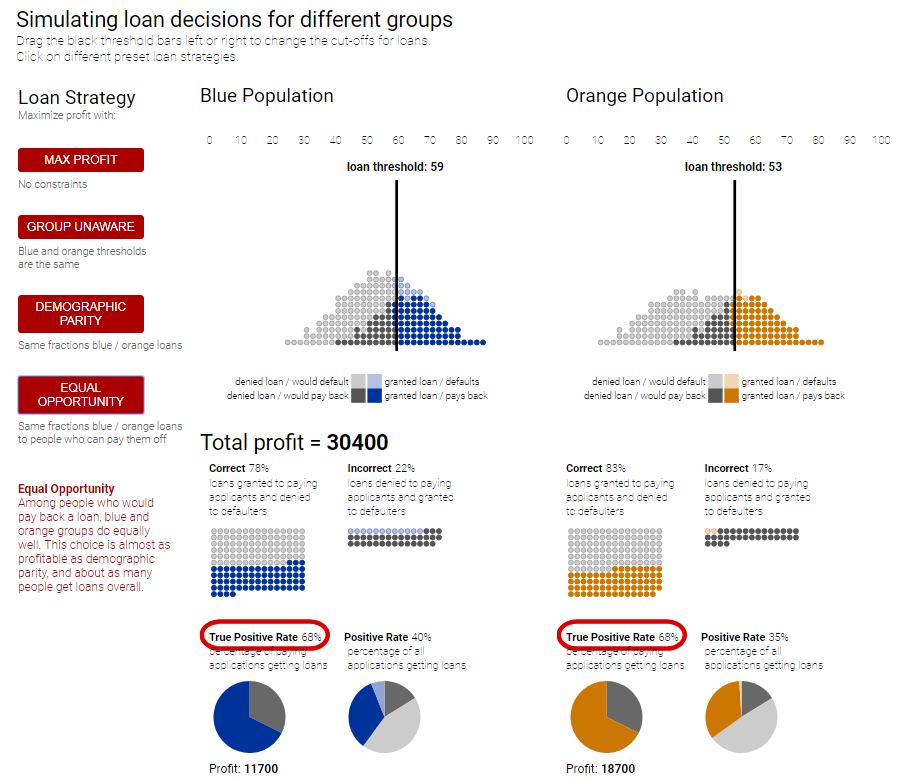 Simulating loan decisions for different groups
Drag the black threshold bars left or right to change the cut-offs for loans.
Click on different preset loan strategies.
Loan Strategy
Maximize profit with:
MAX PROFIT
No constraints
GROUP UNAWARE
Blue and orange thresholds
are the same
DEMOGRAPHIC
PARITY
Same fractions blue / orange loans
EQUAL
OPPORTUNITY
Same fractions blue / orange loans
to people who can pay them off
Equal Opportunity
Among people who would
pay back a loan, blue and
orange groups do equally
well. This choice is almost as
profitable as demographic
parity, and about as many
people get loans overall.
Blue Population
0 10 20 30 40 50 60 70 80 90 100
loan threshold: 59
denied loan / would default
granted loan / defaults
denied loan / would pay back
granted loan / pays back
Orange Population
0 10 20 30 40 50 60 70 80 90 100
loan threshold: 53
denied loan / would default
granted loan / defaults
denied loan / would pay back
granted loan / pays back
Total profit = 30400
Correct 78%
loans granted to paying
applicants and denied
to defaulters
Incorrect 22%
loans denied to paying
applicants and granted
to defaulters
True Positive Rate 68%
percentage of paying
applications getting loans
Positive Rate 40%
percentage of all
applications getting loans
Profit: 11700
Correct 83%
loans granted to paying
applicants and denied
to defaulters
Incorrect 17%
loans denied to paying
applicants and granted
to defaulters
True Positive Rate 68%
percentage of paying
applications getting loans
Positive Rate 35%
percentage of all
applications getting loans
Profit: 18700